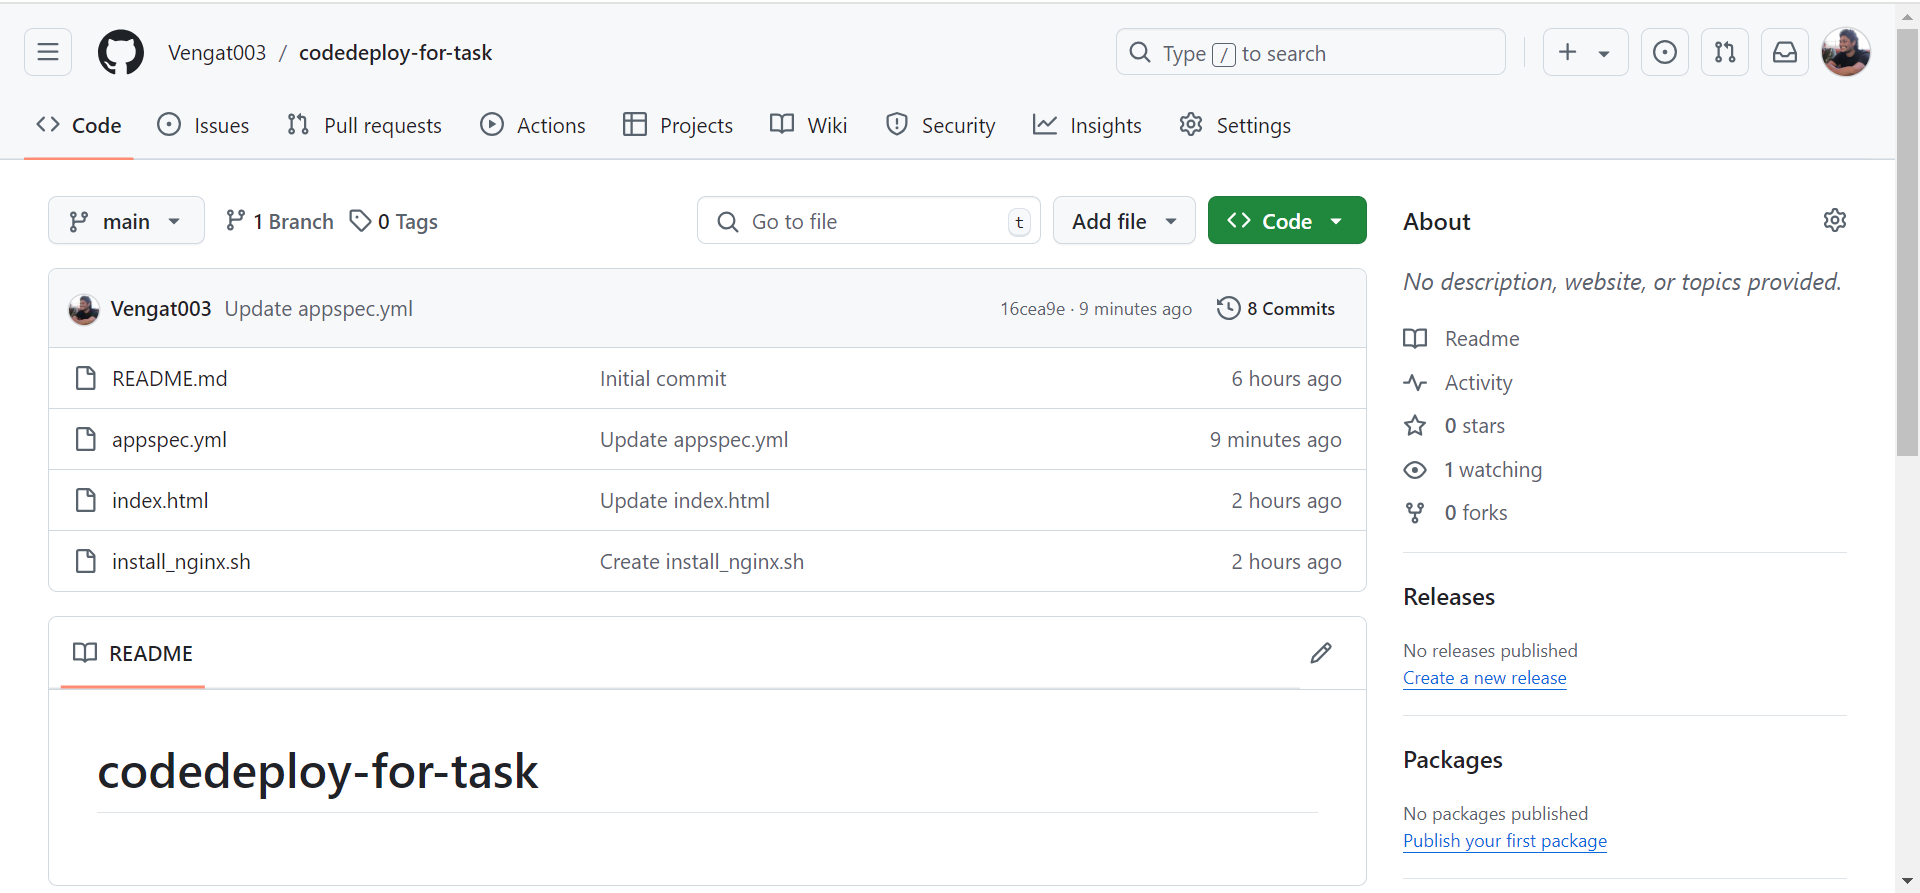 Vengat003 / codedeploy-for-task
Type / to search
Code Issues Pull requests Actions Projects Wiki Security Insights Settings
main 1 Branch 0 Tags Go to file t Add file Code
Vengat003 Update appspec.yml 16cea9e · 9 minutes ago 8 Commits
README.md Initial commit 6 hours ago
appspec.yml Update appspec.yml 9 minutes ago
index.html Update index.html 2 hours ago
install_nginx.sh Create install_nginx.sh 2 hours ago
README
codedeploy-for-task
About
No description, website, or topics provided.
Readme
Activity
0 stars
1 watching
0 forks
Releases
No releases published
Create a new release
Packages
No packages published
Publish your first package